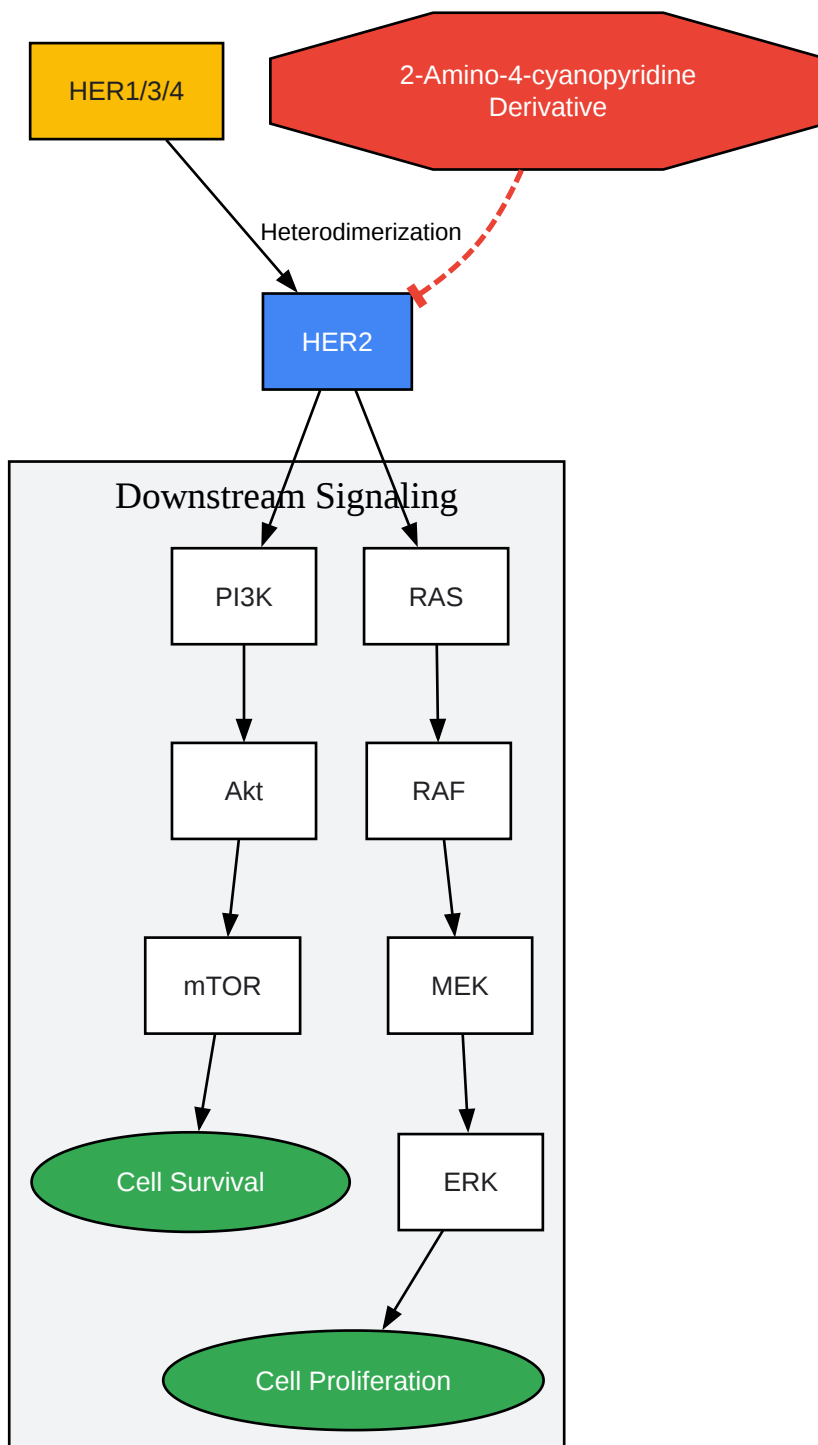 HER1/3/4
2-Amino-4-cyanopyridine
Derivative
Heterodimerization
HER2
Downstream Signaling
PI3K
RAS
Akt
RAF
mTOR
MEK
Cell Survival
ERK
Cell Proliferation